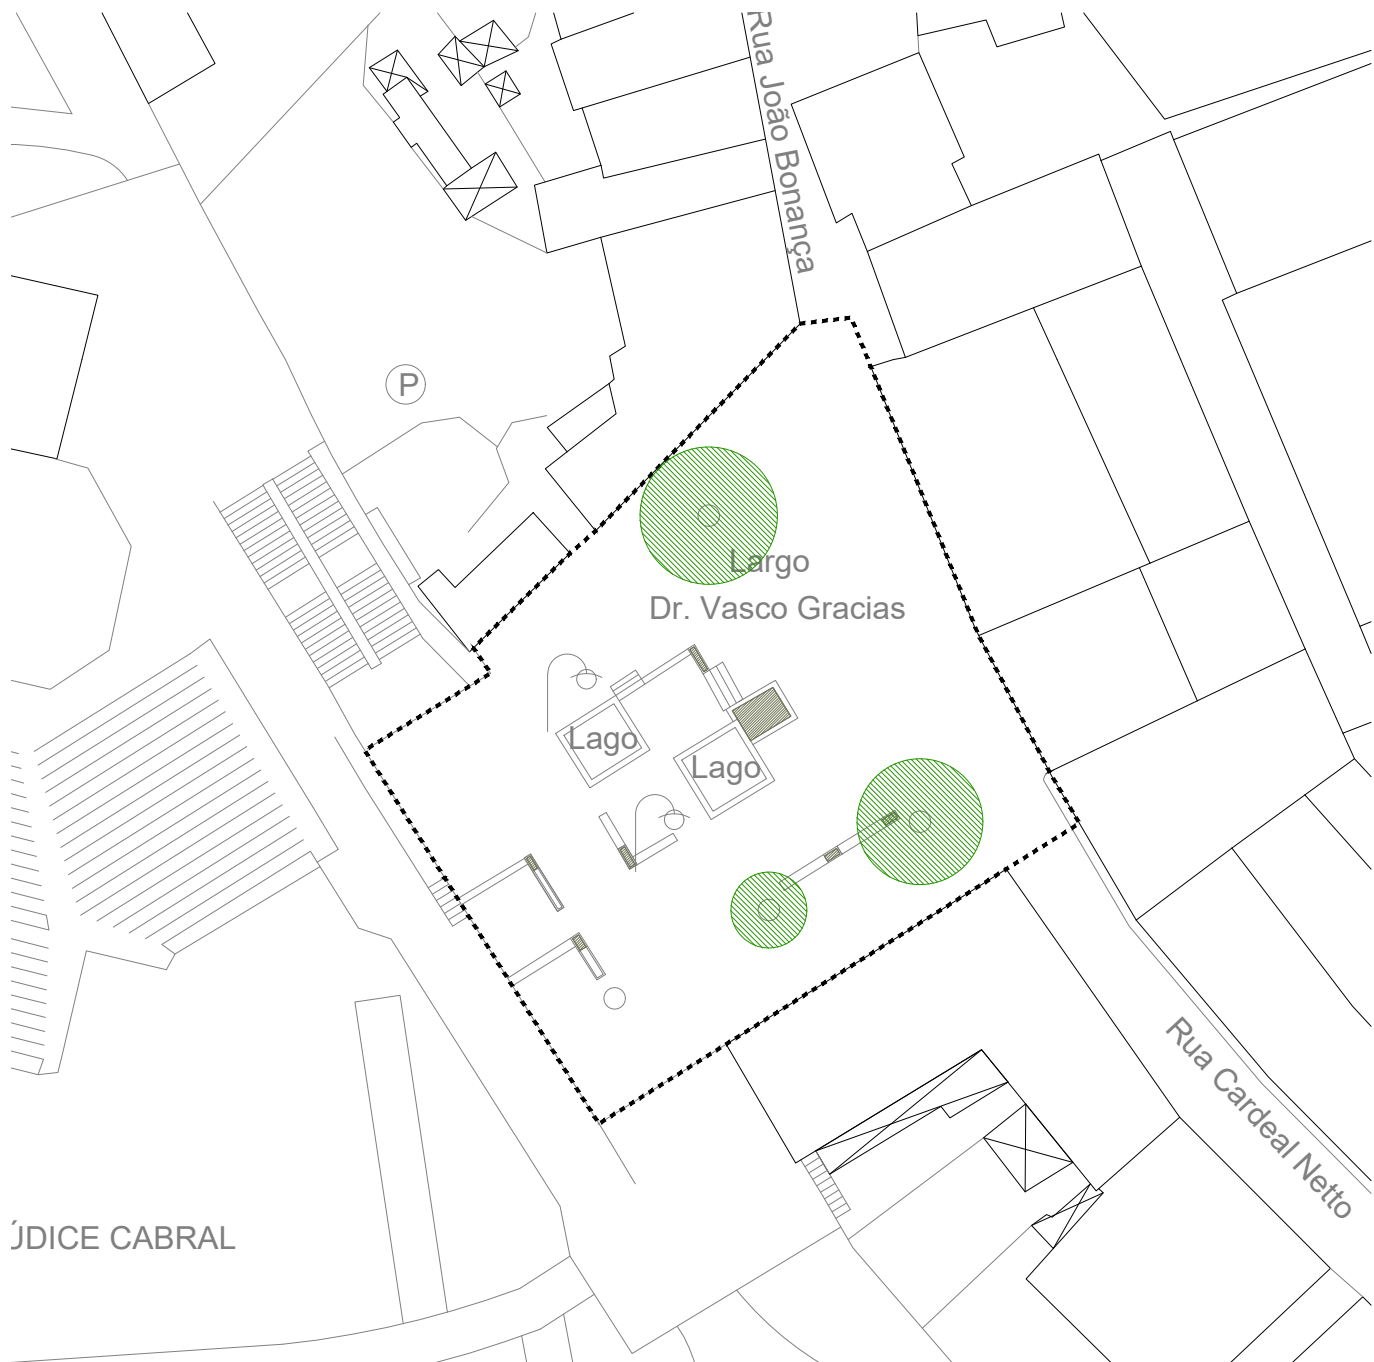 Rua João Bonança
P
Largo
Dr. Vasco Gracias
Lago
Lago
Rua Cardeal Netto
ÚDICE CABRAL